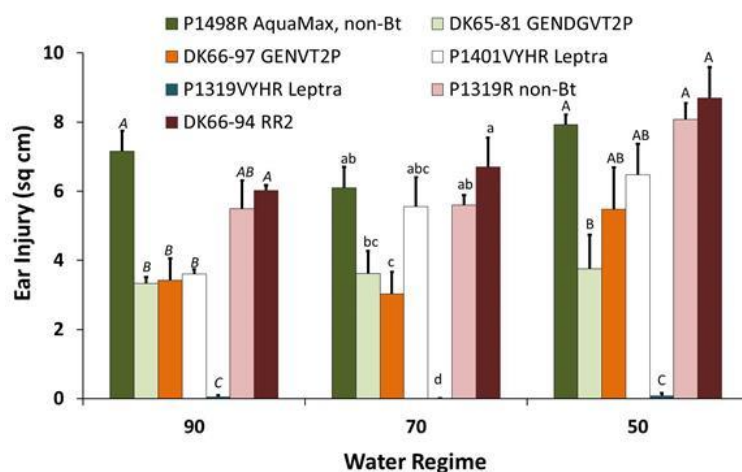 P1498R AquaMax, non-Bt DK65-81 GENDGVT2P
DK66-97 GENVT2P P1401VYHR Leptra
P1319VYHR Leptra P1319R non-Bt
DK66-94 RR2
Ear Injury (sq cm)
10
8
6
4
2
0
A B B B C AB A
ab bc c abc d ab a
A B AB AB C A A
90 70 50
Water Regime